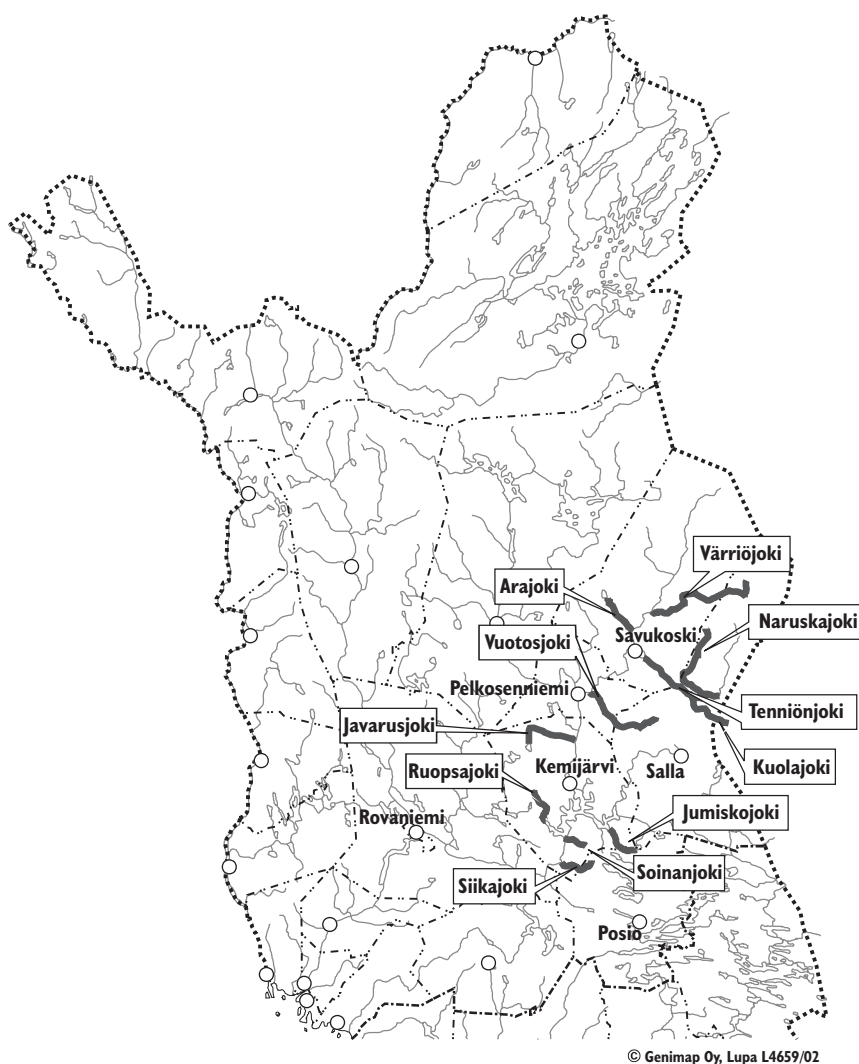 Värriöjoki
Arajoki
Naruskajoki
Savukoski
Vuotosjoki
Pelkosenniemi
Tenniönjoki
Javarusjoki
Kuolajoki
Kemijärvi
Salla
Ruopsajoki
Jumiskojoki
Rovaniemi
Soinanjoki
Siikajoki
Posio
© Genimap Oy, Lupa L4659/02